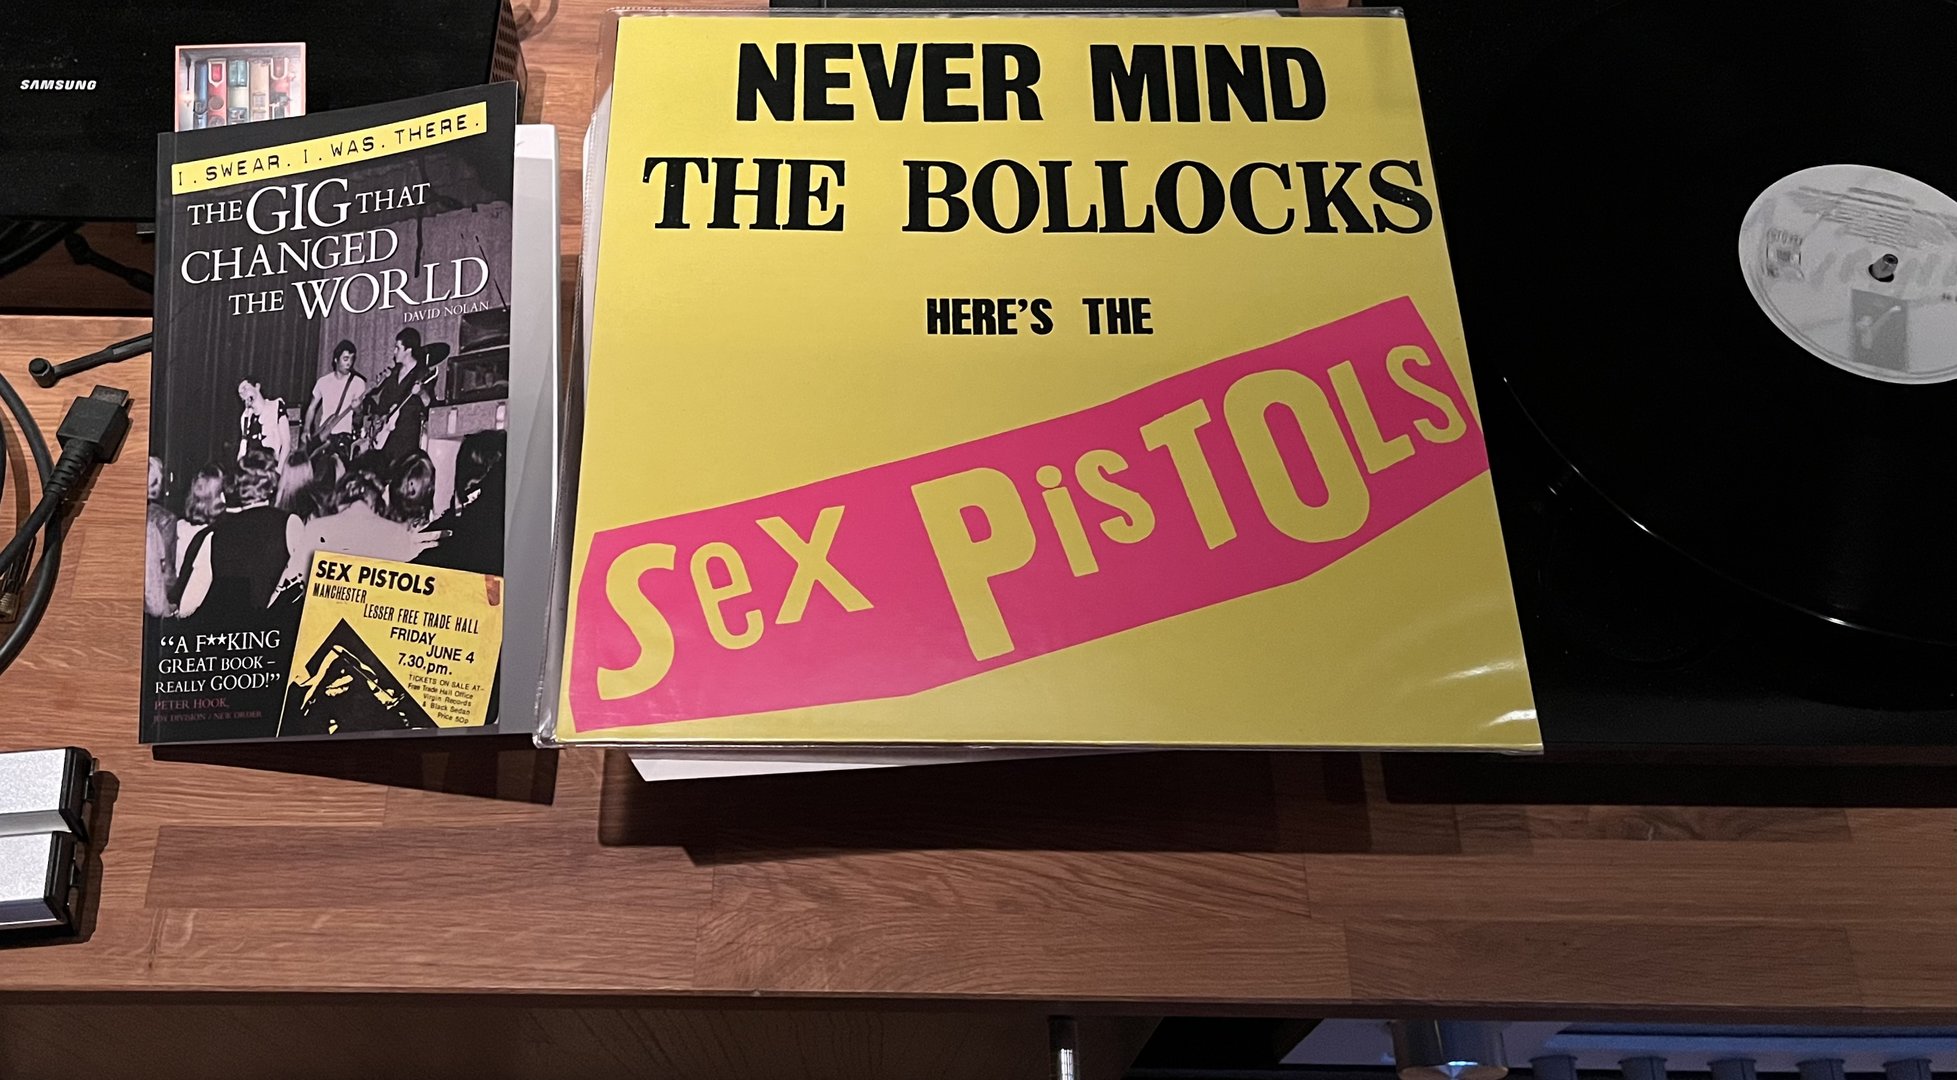 SAMSUNG
I.SWEAR.I.WAS.THERE.
THE GIG THAT
CHANGED
THE WORLD
DAVID NOLAN
SEX PISTOLS
MANCHESTER
LESSER FREE TRADE HALL
FRIDAY
JUNE 4
7.30.pm.
TICKETS ON SALE AT-
Free Trade Hall Office
Virgin Records
& Black Sedan
Price 50p
“A F**KING
GREAT BOOK –
REALLY GOOD!”
PETER HOOK,
JOY DIVISION / NEW ORDER
NEVER MIND
THE BOLLOCKS
HERE'S THE
Sex PisTOLS